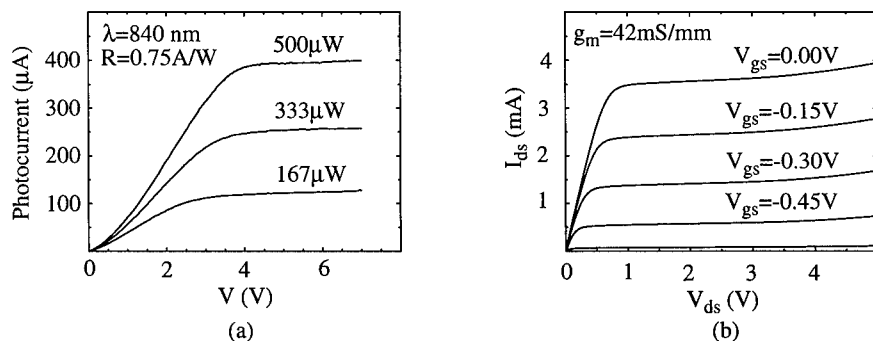 λ=840 nm
R=0.75A/W
500μW
333μW
167μW
400
300
200
100
Photocurrent (μA)
0
2
4
6
V (V)
(a)
g_m=42mS/mm
V_gs=0.00V
V_gs=-0.15V
V_gs=-0.30V
V_gs=-0.45V
4
3
2
1
I_ds (mA)
0
1
2
3
4
V_ds (V)
(b)